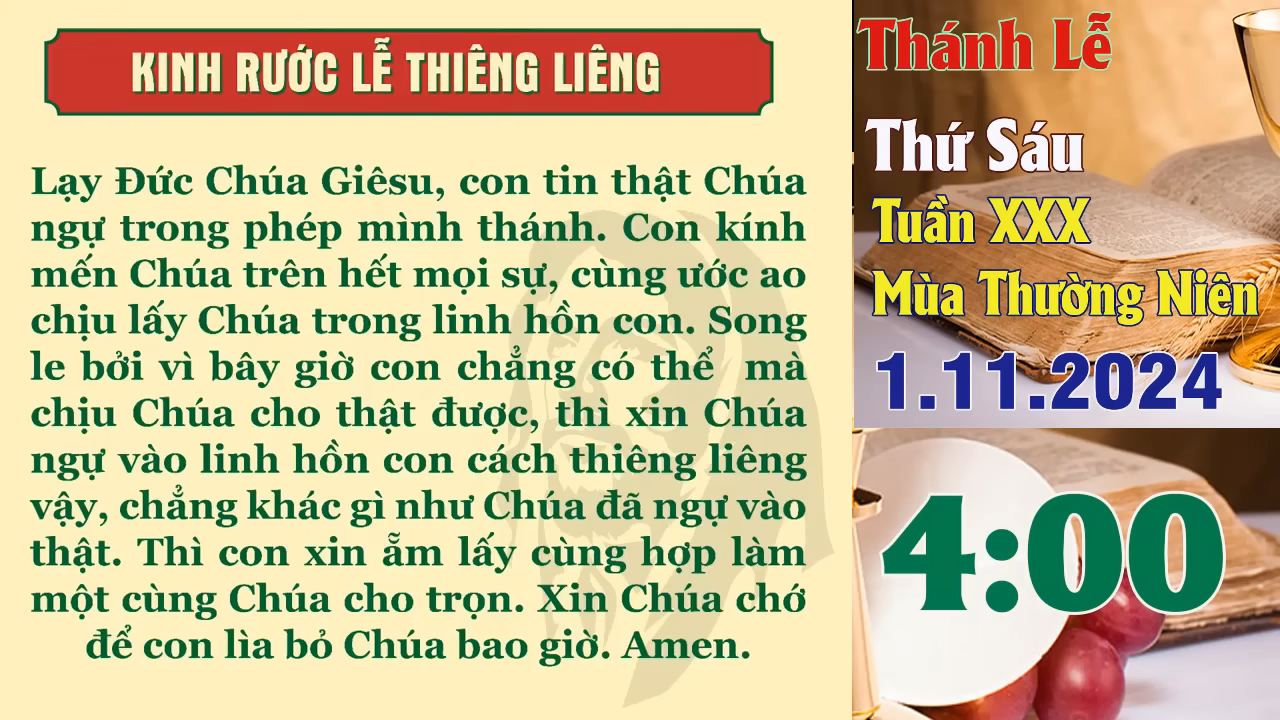 KINH RƯỚC LỄ THIÊNG LIÊNG
Lạy Đức Chúa Giêsu, con tin thật Chúa
ngự trong phép mình thánh. Con kính
mến Chúa trên hết mọi sự, cùng ước ao
chịu lấy Chúa trong linh hồn con. Song
le bởi vì bây giờ con chẳng có thể mà
chịu Chúa cho thật được, thì xin Chúa
ngự vào linh hồn con cách thiêng liêng
vậy, chẳng khác gì như Chúa đã ngự vào
thật. Thì con xin ẵm lấy cùng hợp làm
một cùng Chúa cho trọn. Xin Chúa chớ
để con lìa bỏ Chúa bao giờ. Amen.
Thánh Lễ
Thứ Sáu
Tuần XXX
Mùa Thường Niên
1.11.2024
4:00